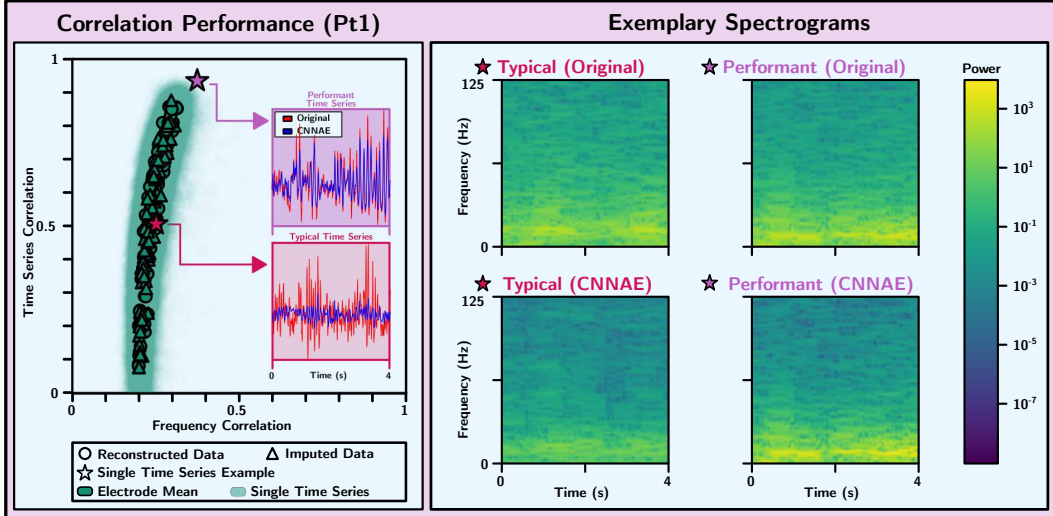 Correlation Performance (Pt1)
Time Series Correlation
1
0.5
0
0
0.5
1
Frequency Correlation
Performant
Time Series
Original
CNNAE
Typical Time Series
0
4
Time (s)
Reconstructed Data
Imputed Data
Single Time Series Example
Electrode Mean
Single Time Series
Exemplary Spectrograms
Typical (Original)
Performant (Original)
125
Frequency (Hz)
0
Typical (CNNAE)
Performant (CNNAE)
125
Frequency (Hz)
0
0
Time (s)
4
0
Time (s)
4
Power
10³
10¹
10⁻¹
10⁻³
10⁻⁵
10⁻⁷